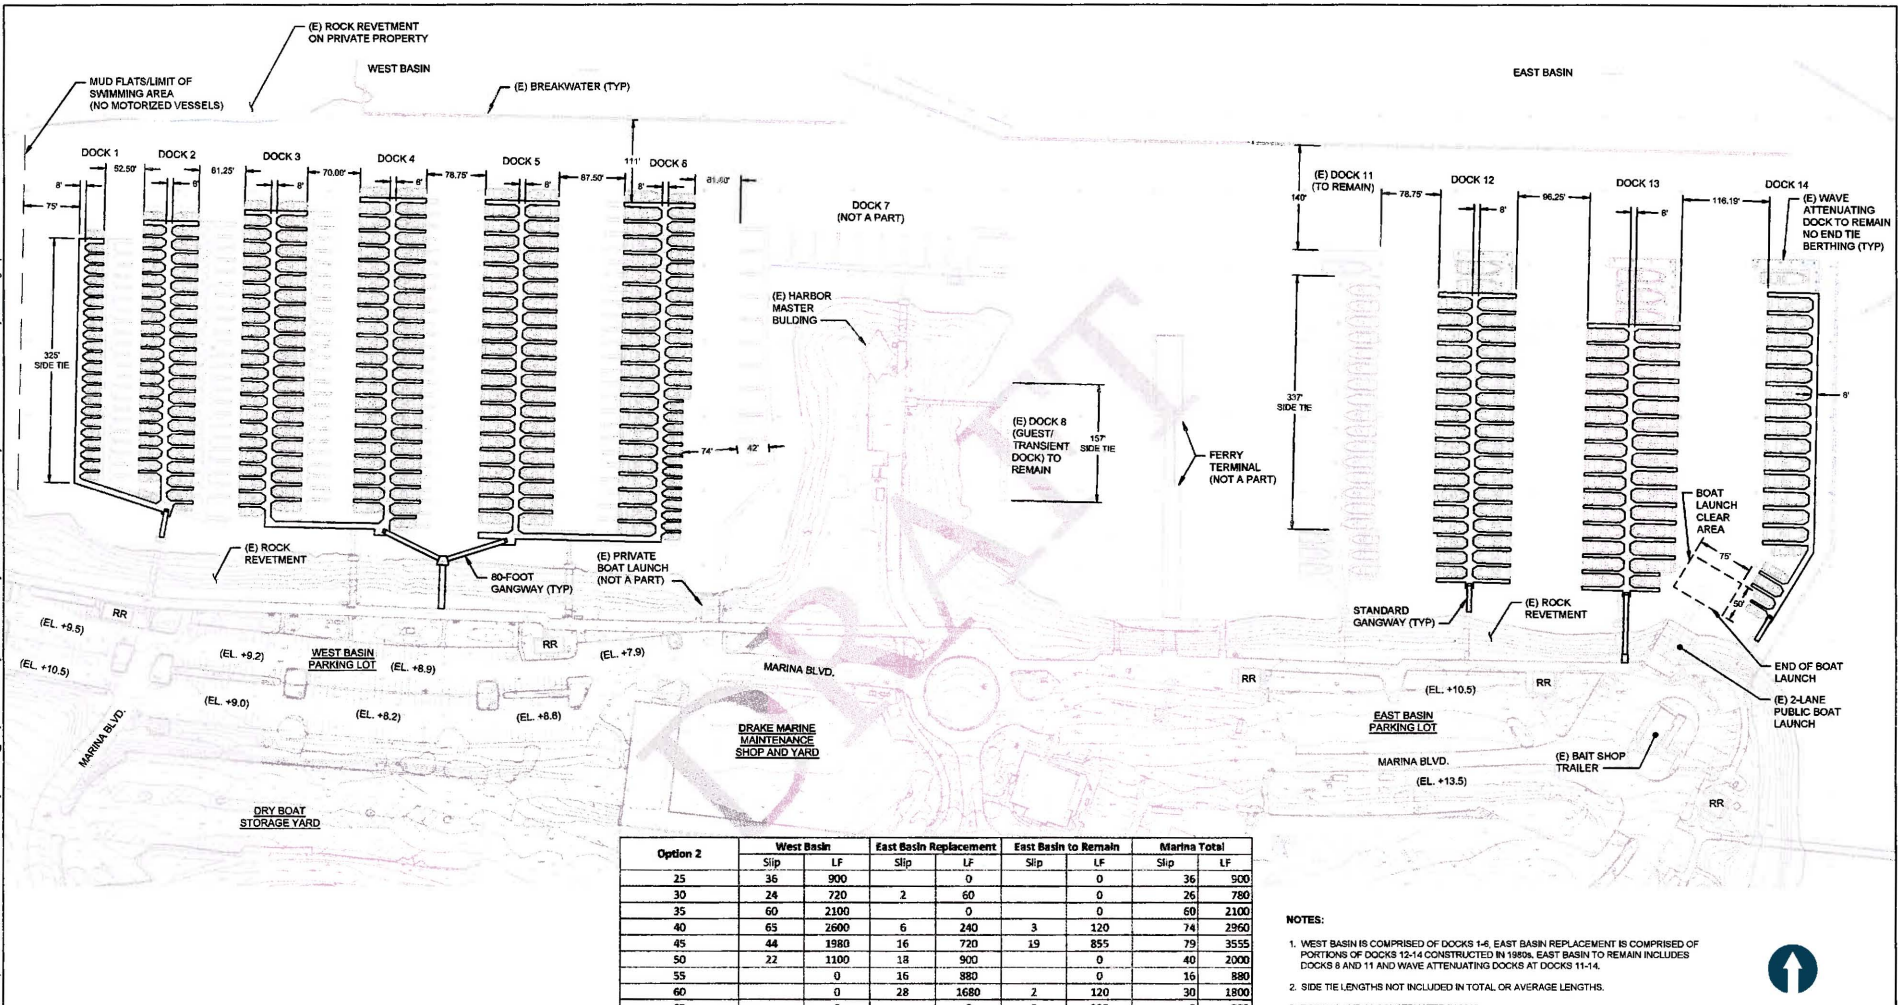 (E) ROCK REVETMENT
ON PRIVATE PROPERTY
WEST BASIN
EAST BASIN
MUD FLATS/LIMIT OF
SWIMMING AREA
(NO MOTORIZED VESSELS)
(E) BREAKWATER (TYP)
DOCK 1
DOCK 2
DOCK 3
DOCK 4
DOCK 5
DOCK 6
52.50'
61.25'
70.00'
78.75'
87.50'
111'
8'
8'
8'
8'
75'
DOCK 7
(NOT A PART)
140'
(E) DOCK 11
(TO REMAIN)
78.75'
DOCK 12
8'
96.25'
DOCK 13
8'
116.19'
DOCK 14
(E) WAVE
ATTENUATING
DOCK TO REMAIN
NO END TIE
BERTHING (TYP)
325'
SIDE TIE
(E) HARBOR
MASTER
BULDING
74'
42'
(E) DOCK 8
(GUEST/
TRANSIENT
DOCK) TO
REMAIN
157'
SIDE TIE
FERRY
TERMINAL
(NOT A PART)
337'
SIDE TIE
BOAT
LAUNCH
CLEAR
AREA
75'
50'
DRAFT
(E) ROCK
REVETMENT
80-FOOT
GANGWAY (TYP)
(E) PRIVATE
BOAT LAUNCH
(NOT A PART)
STANDARD
GANGWAY (TYP)
(E) ROCK
REVETMENT
END OF BOAT
LAUNCH
(E) 2-LANE
PUBLIC BOAT
LAUNCH
RR
(EL. +9.5)
(EL. +10.5)
(EL. +9.2)
WEST BASIN
PARKING LOT
(EL. +8.9)
RR
(EL. +7.9)
MARINA BLVD.
(EL. +9.0)
(EL. +8.2)
(EL. +8.6)
MARINA BLVD.
DRAKE MARINE
MAINTENANCE
SHOP AND YARD
RR
(EL. +10.5)
RR
EAST BASIN
PARKING LOT
MARINA BLVD.
(EL. +13.5)
(E) BAIT SHOP
TRAILER
RR
DRY BOAT
STORAGE YARD
Option 2 West Basin East Basin Replacement East Basin to Remain Marina Total
Slip LF Slip LF Slip LF Slip LF
25 36 900 0 0 36 900
30 24 720 2 60 0 26 780
35 60 2100 0 0 60 2100
40 65 2600 6 240 3 120 74 2960
45 44 1980 16 720 19 855 79 3555
50 22 1100 18 900 0 40 2000
55 0 16 880 0 16 880
60 0 28 1680 2 120 30 1800
NOTES:
1. WEST BASIN IS COMPRISED OF DOCKS 1-6, EAST BASIN REPLACEMENT IS COMPRISED OF
PORTIONS OF DOCKS 12-14 CONSTRUCTED IN 1980s. EAST BASIN TO REMAIN INCLUDES
DOCKS 8 AND 11 AND WAVE ATTENUATING DOCKS AT DOCKS 11-14.
2. SIDE TIE LENGTHS NOT INCLUDED IN TOTAL OR AVERAGE LENGTHS.